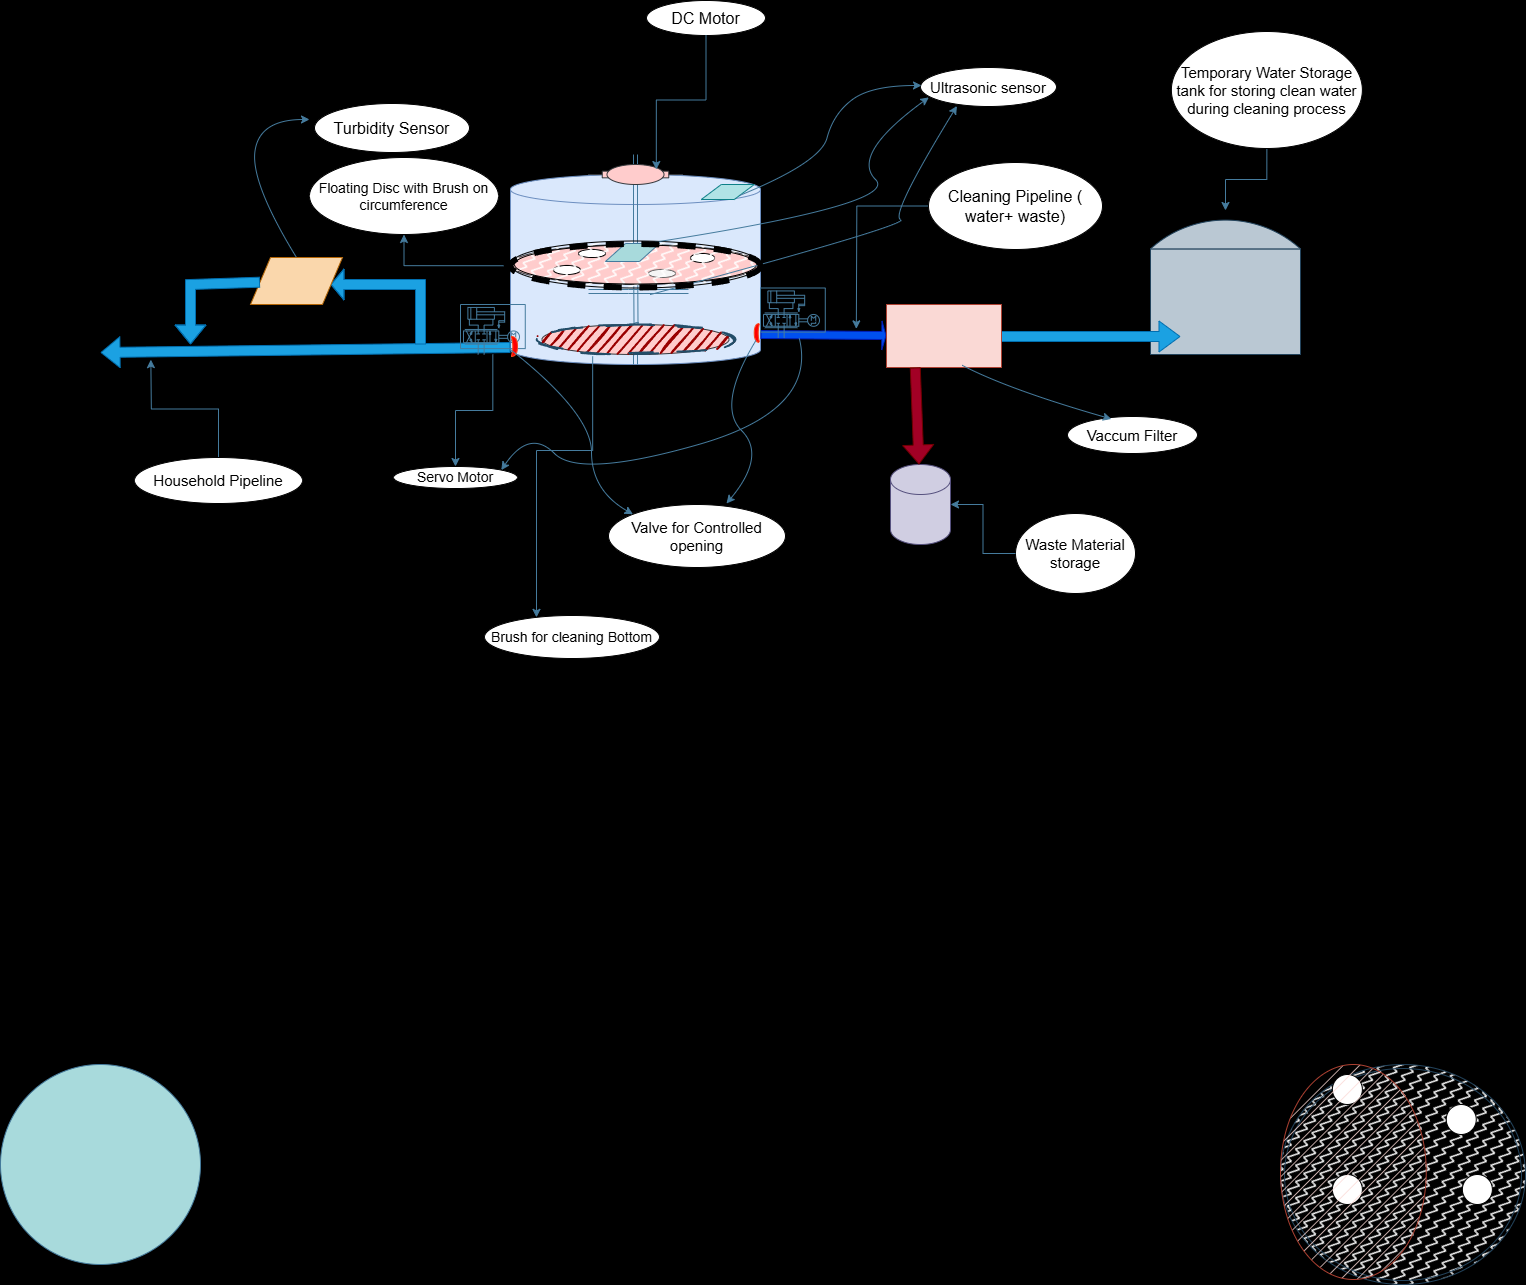 DC Motor
Ultrasonic sensor
Temporary Water Storage
tank for storing clean water
during cleaning process
Turbidity Sensor
Floating Disc with Brush on
circumference
Cleaning Pipeline (
water+ waste)
Vaccum Filter
Household Pipeline
Servo Motor
Valve for Controlled
opening
Waste Material
storage
Brush for cleaning Bottom